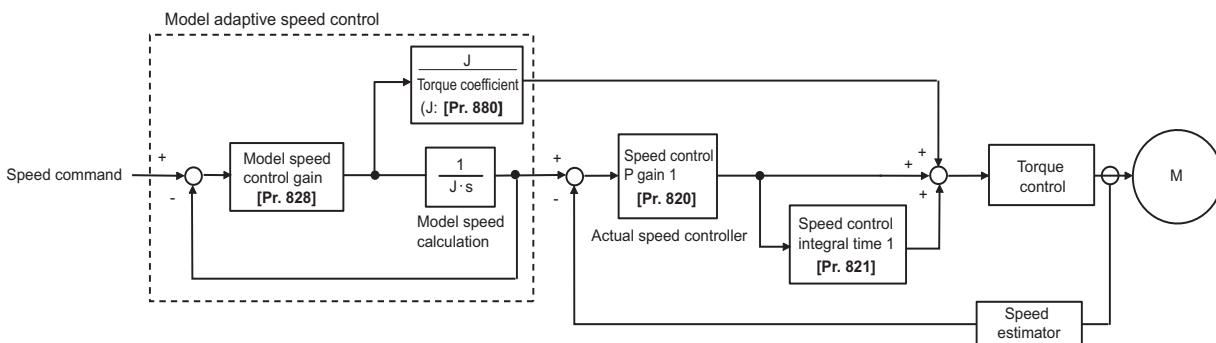 Model adaptive speed control
J
Torque coefficient
(J: [Pr. 880]
Speed command
+
-
Model speed
control gain
[Pr. 828]
1
J·s
Model speed
calculation
+
-
Speed control
P gain 1
[Pr. 820]
Actual speed controller
Speed control
integral time 1
[Pr. 821]
+
+
+
Torque
control
M
Speed
estimator